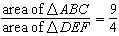 area of △ABC / area of △DEF = 9/4